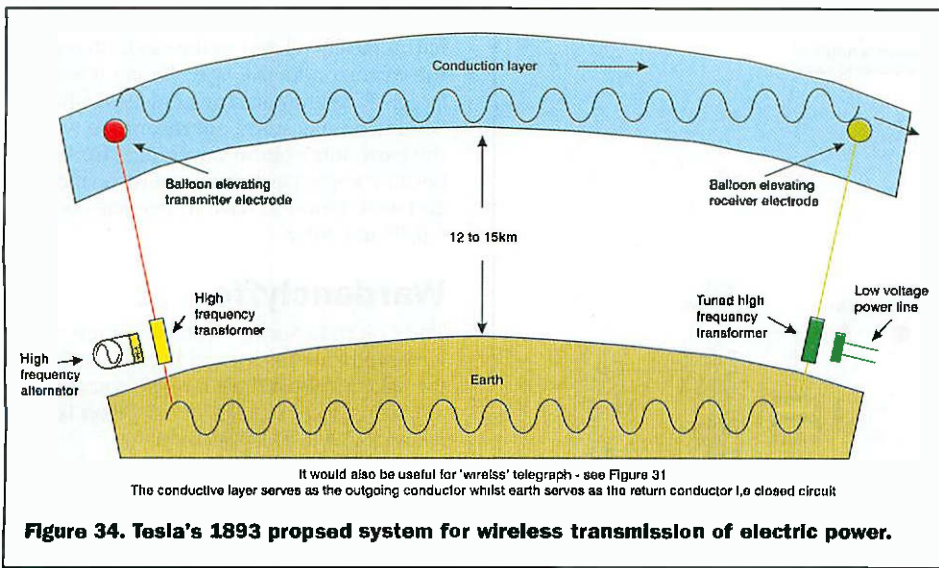 Conduction layer
Balloon elevating
transmitter electrode
Balloon elevating
receiver electrode
12 to 15km
High
frequency
transformer
High
frequency
alternator
Tuned high
frequency
transformer
Low voltage
power line
Earth
It would also be useful for 'wirelss' telegraph - see Figure 31
The conductive layer serves as the outgoing conductor whilst earth serves as the return conductor i,e closed circuit
Figure 34. Tesla's 1893 propsed system for wireless transmission of electric power.